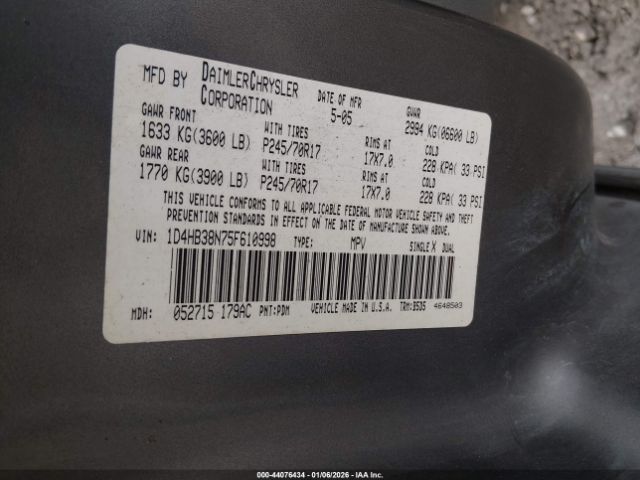 MFD BY DAIMLERCHRYSLER CORPORATION DATE OF MFR 5-05 GVWR 2994 KG(06600 LB)
GAWR FRONT WITH TIRES RIMS AT COLD
1633 KG(3600 LB) P245/70R17 17X7.0 228 KPA( 33 PSI
GAWR REAR WITH TIRES RIMS AT COLD
1770 KG(3900 LB) P245/70R17 17X7.0 228 KPA( 33 PSI
THIS VEHICLE CONFORMS TO ALL APPLICABLE FEDERAL MOTOR VEHICLE SAFETY AND THEFT
PREVENTION STANDARDS IN EFFECT ON THE DATE OF MANUFACTURE SHOWN ABOVE.
VIN: 1D4HB38N75F610998 TYPE: MPV SINGLE X DUAL
MDH: 052715 179AC PNT:PDM VEHICLE MADE IN U.S.A. TRM:B5D5 4648503
000-44076434 | 01/06/2026 | IAA Inc.